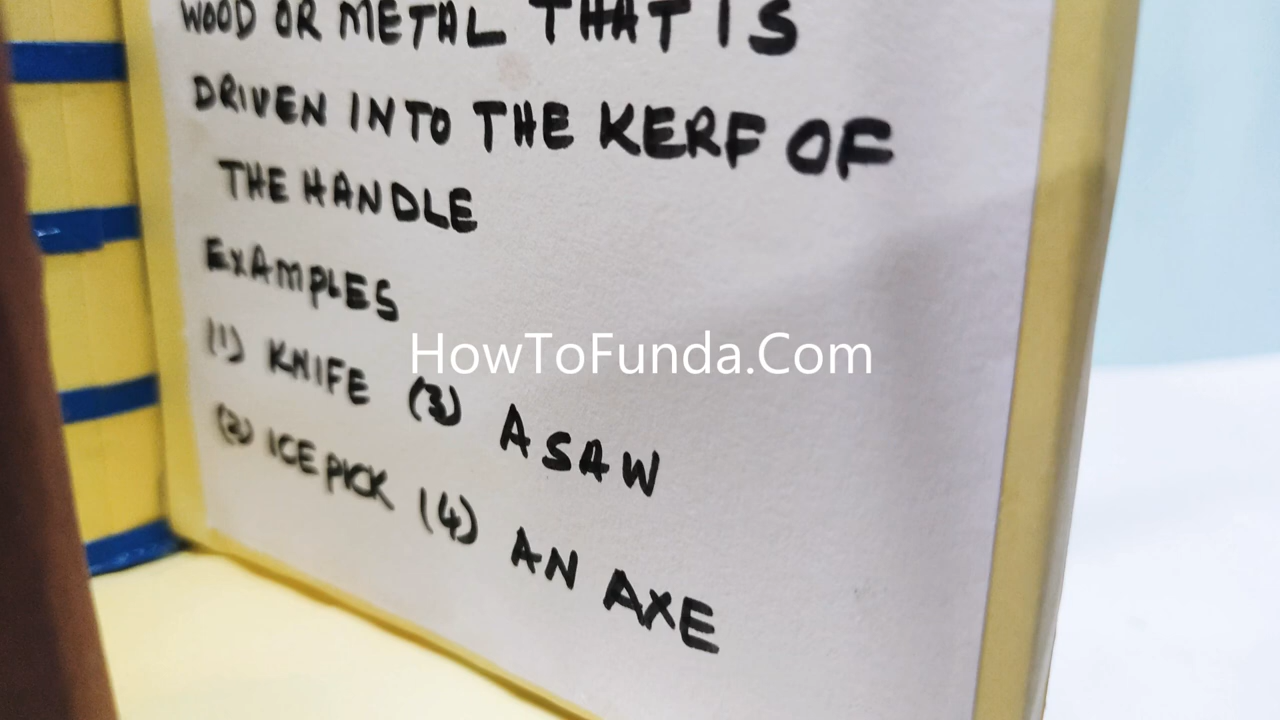 WOOD OR METAL THAT IS
DRIVEN INTO THE KERF OF
THE HANDLE
EXAMPLES
(1) KNIFE (3) A SAW
(2) ICE PICK (4) AN AXE
HowToFunda.Com